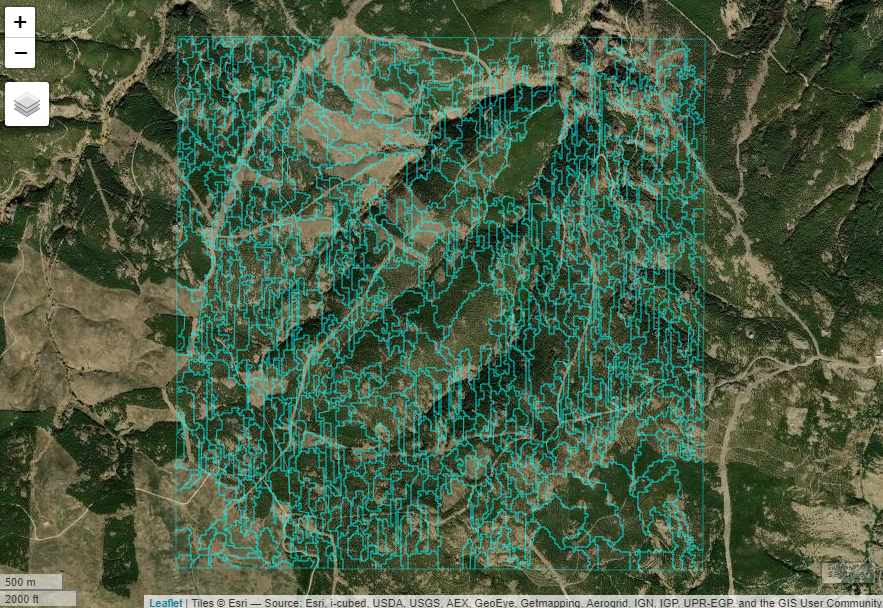 +
−
500 m
2000 ft
Leaflet | Tiles © Esri — Source: Esri, i-cubed, USDA, USGS, AEX, GeoEye, Getmapping, Aerogrid, IGN, IGP, UPR-EGP, and the GIS User Community